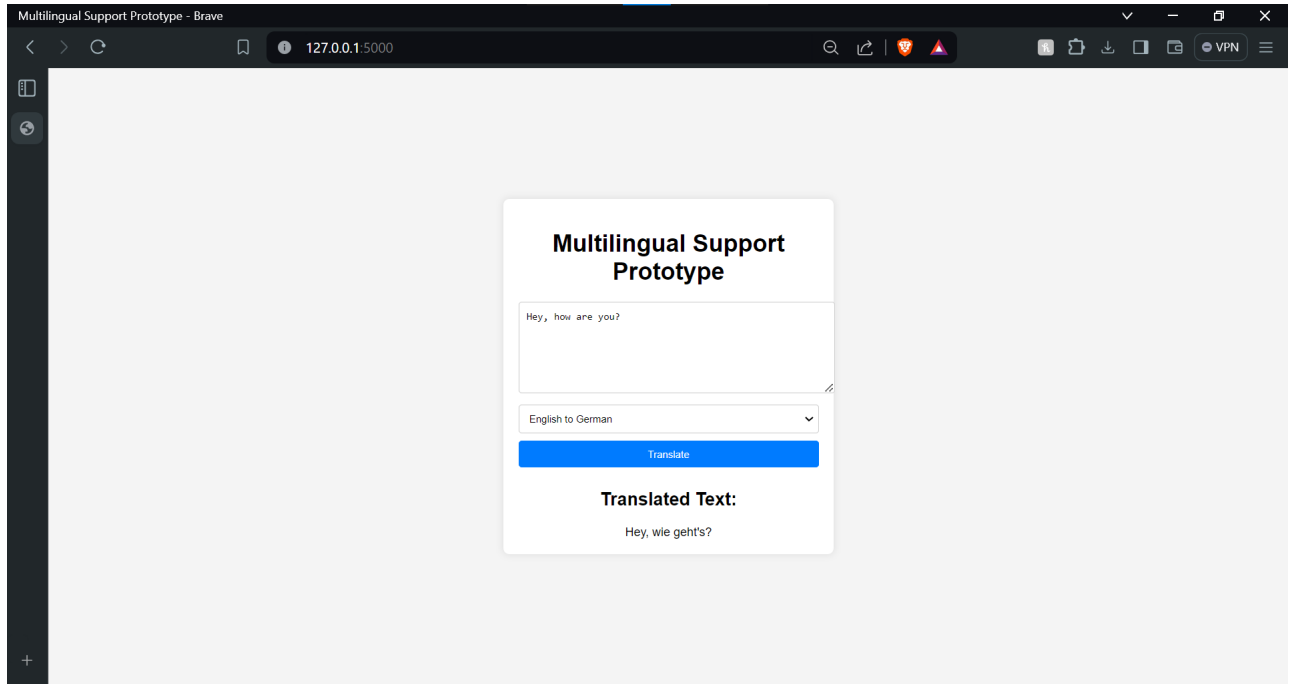 Multilingual Support Prototype - Brave
127.0.0.1:5000
VPN
Multilingual Support
Prototype
Hey, how are you?
English to German
Translate
Translated Text:
Hey, wie geht's?